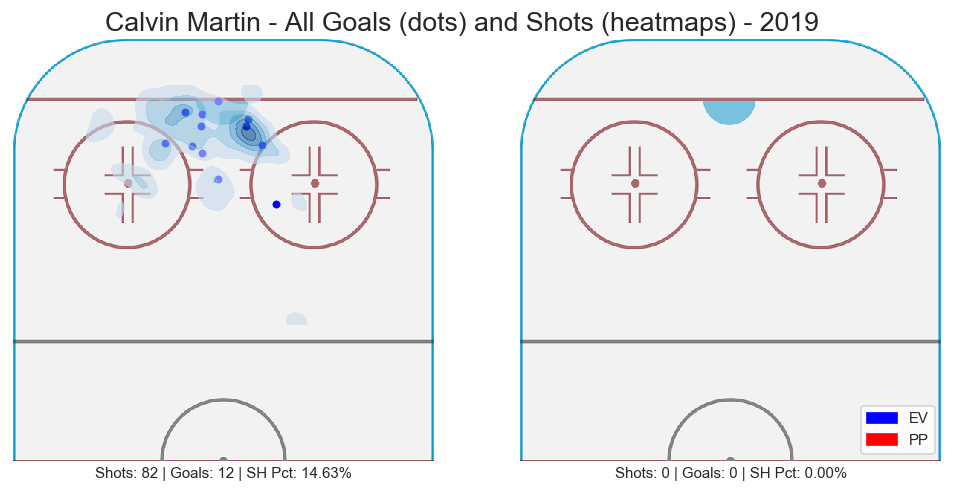 Calvin Martin - All Goals (dots) and Shots (heatmaps) - 2019
EV
PP
Shots: 82 | Goals: 12 | SH Pct: 14.63%
Shots: 0 | Goals: 0 | SH Pct: 0.00%